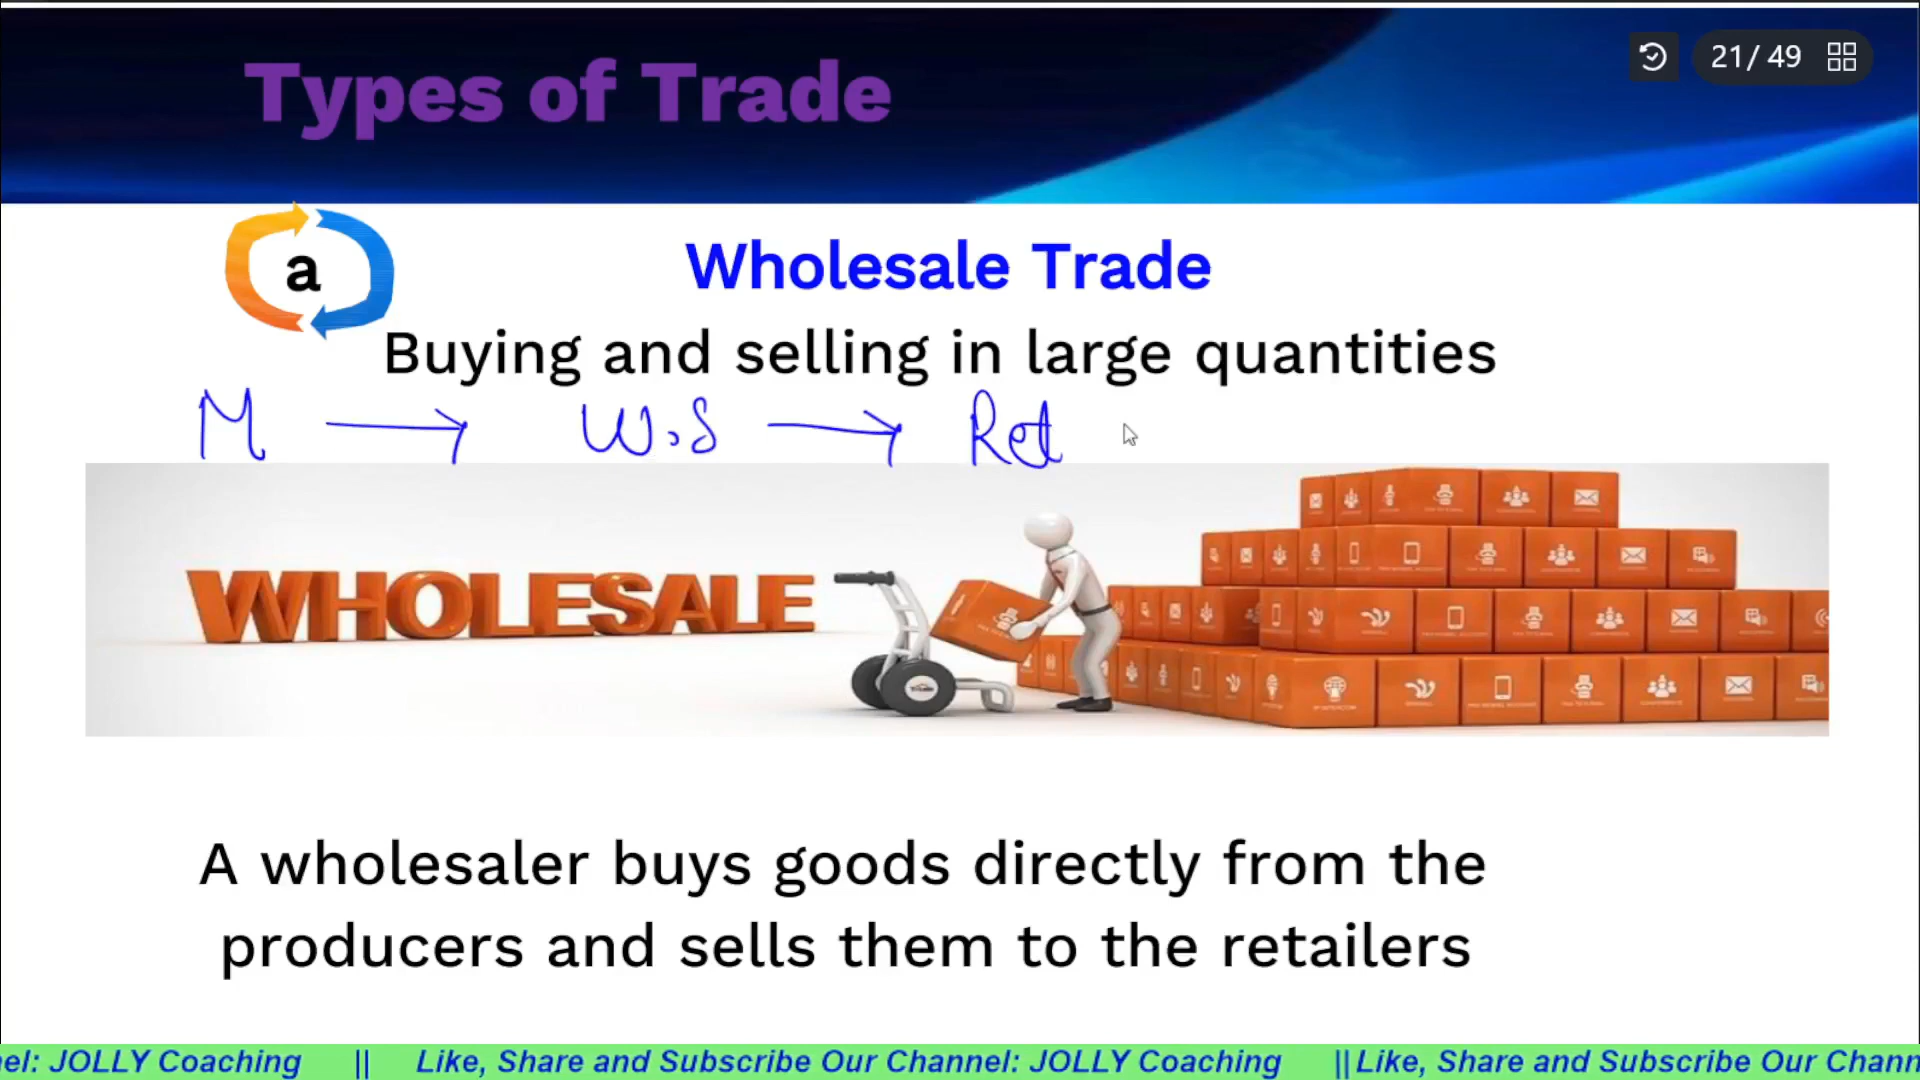 Types of Trade
21/ 49
a
Wholesale Trade
Buying and selling in large quantities
M → W.S → Ret
WHOLESALE
A wholesaler buys goods directly from the
producers and sells them to the retailers
nel: JOLLY Coaching || Like, Share and Subscribe Our Channel: JOLLY Coaching || Like, Share and Subscribe Our Chann